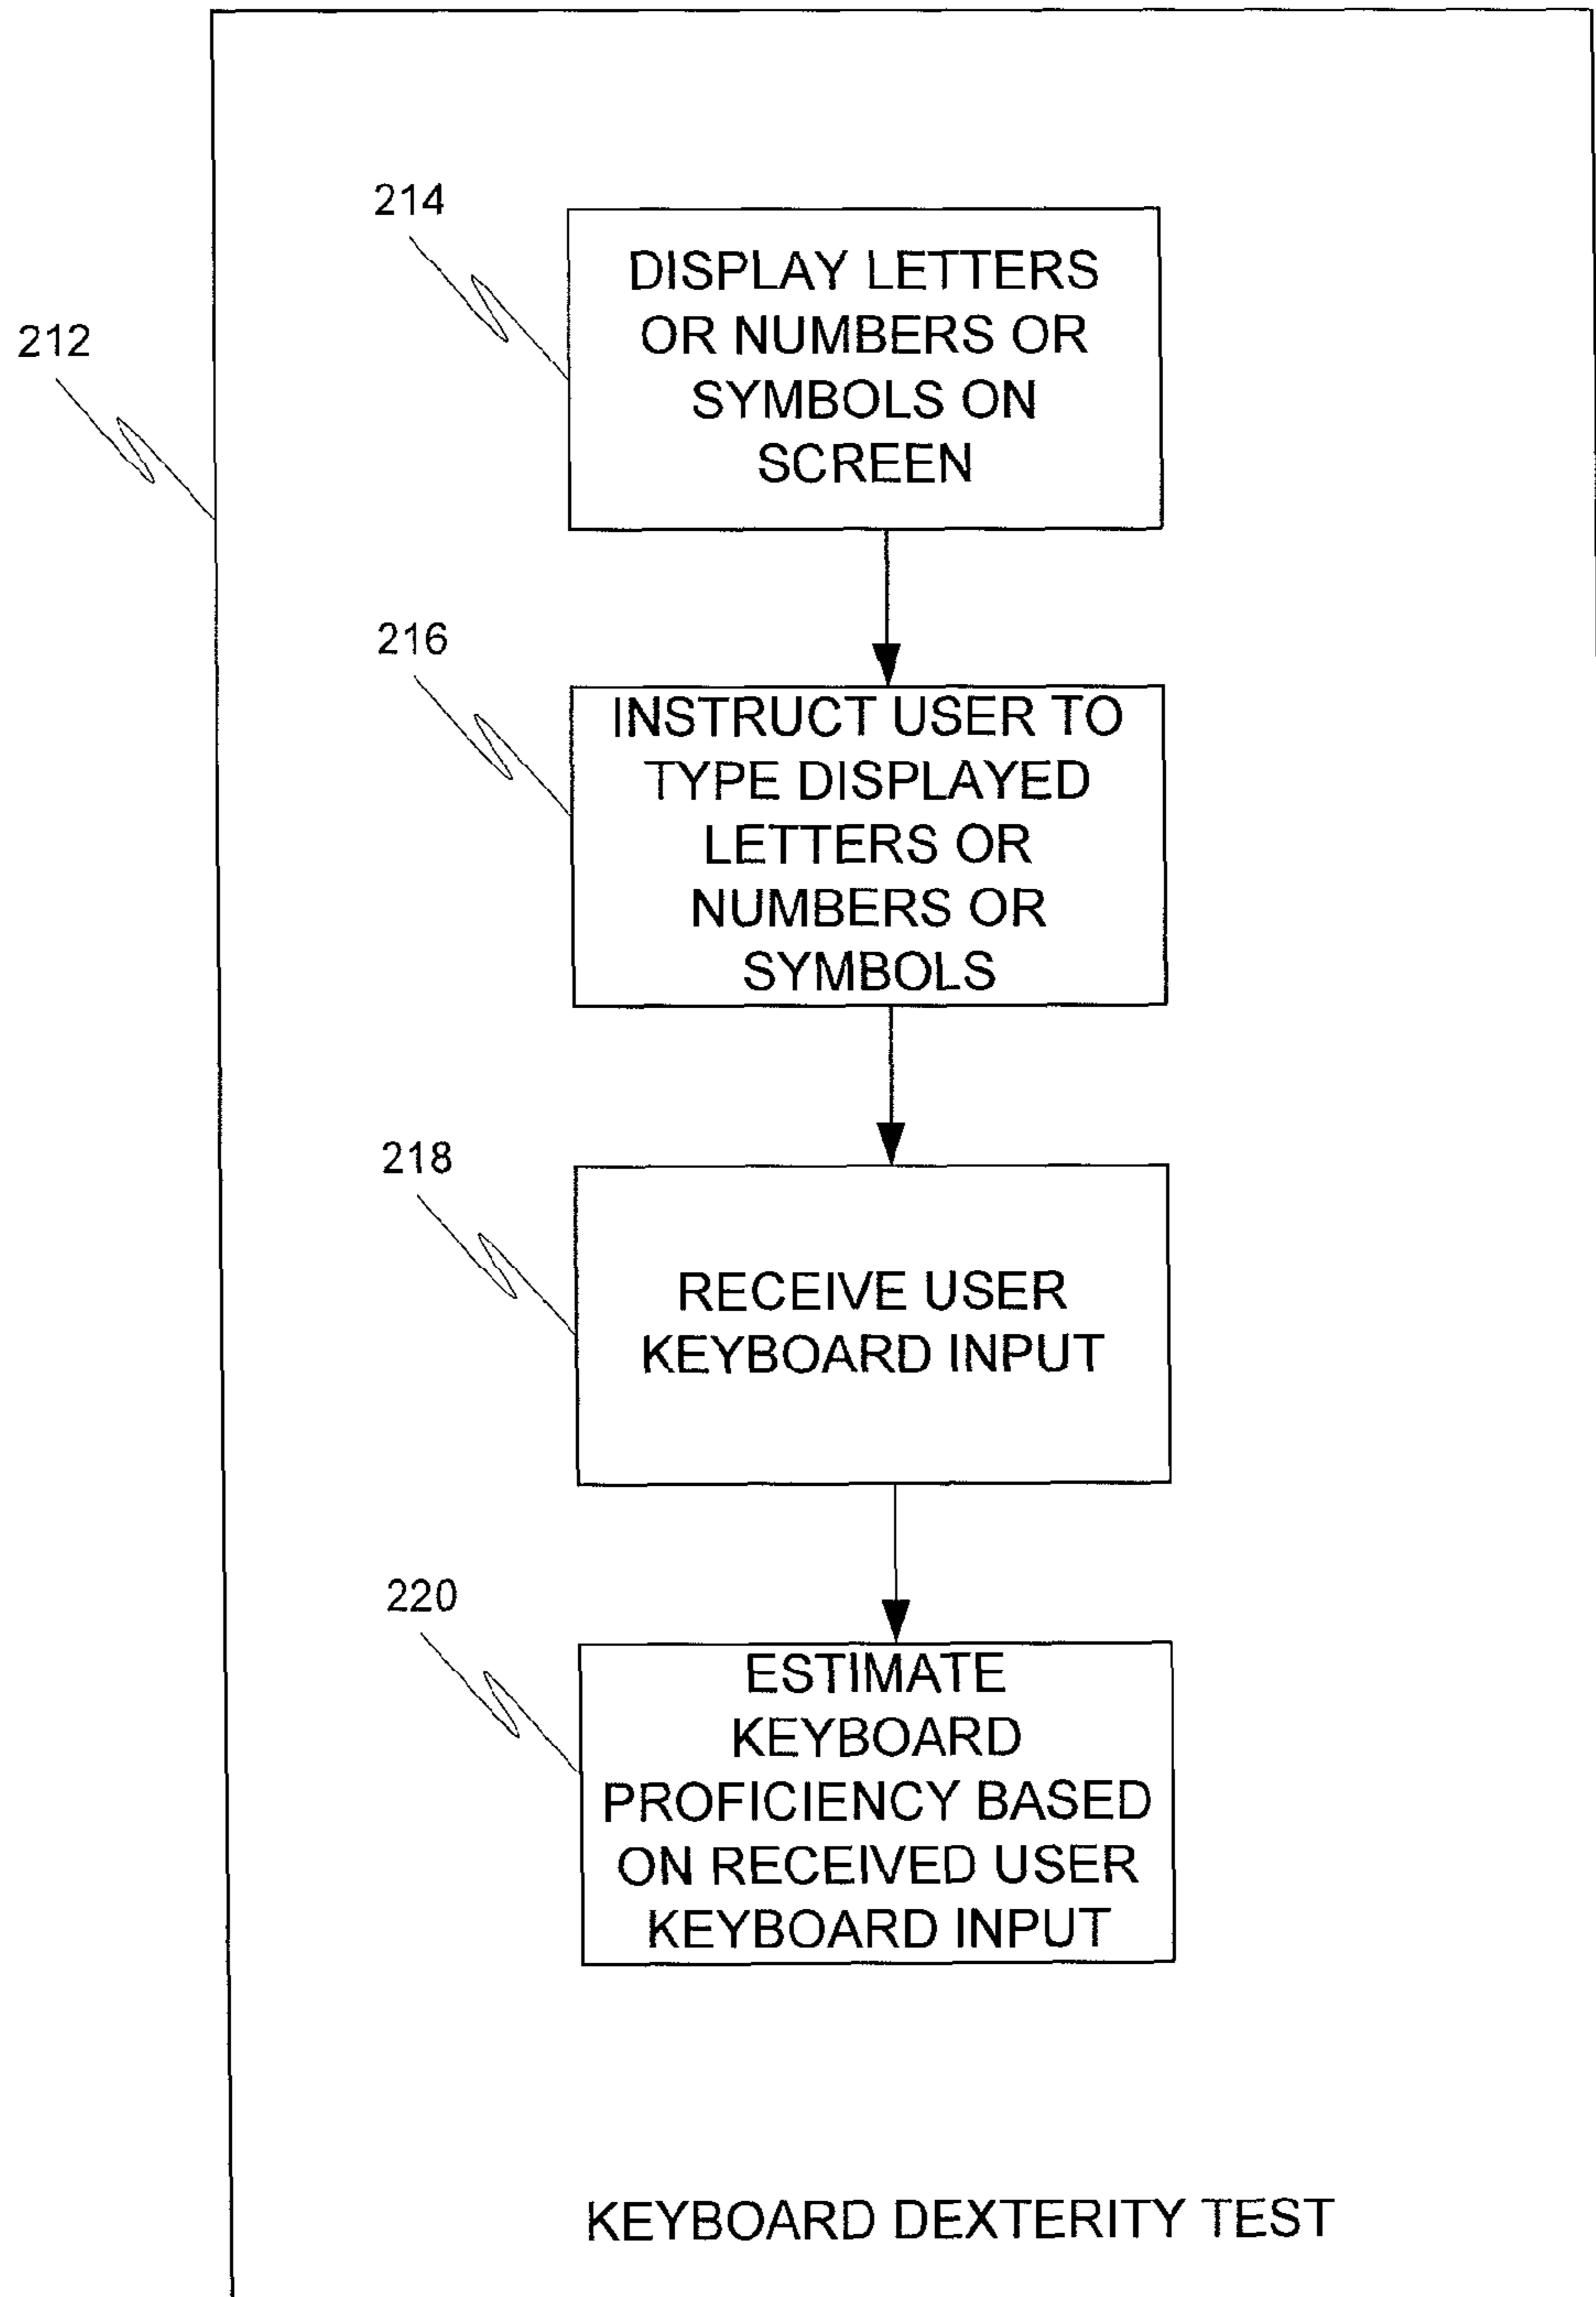 214
DISPLAY LETTERS
OR NUMBERS OR
SYMBOLS ON
SCREEN
212
216
INSTRUCT USER TO
TYPE DISPLAYED
LETTERS OR
NUMBERS OR
SYMBOLS
218
RECEIVE USER
KEYBOARD INPUT
220
ESTIMATE
KEYBOARD
PROFICIENCY BASED
ON RECEIVED USER
KEYBOARD INPUT
KEYBOARD DEXTERITY TEST